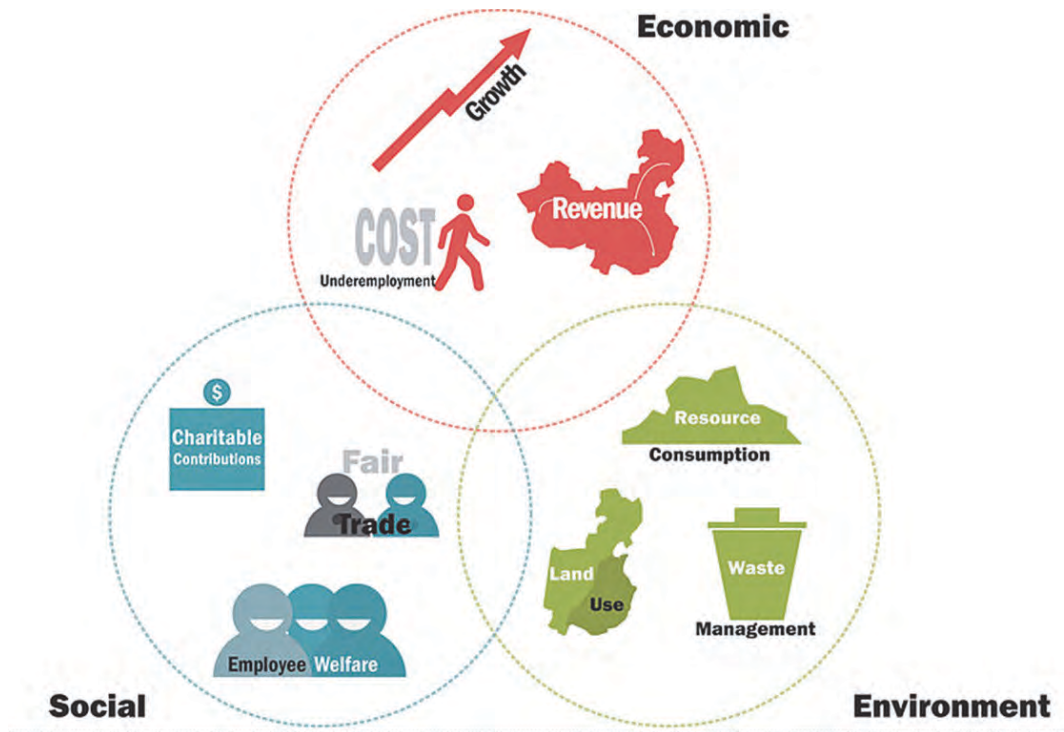 Economic
Growth
Revenue
COST
Underemployment
$
Charitable
Contributions
Fair
Trade
Employee Welfare
Social
Resource
Consumption
Land
Use
Waste
Management
Environment